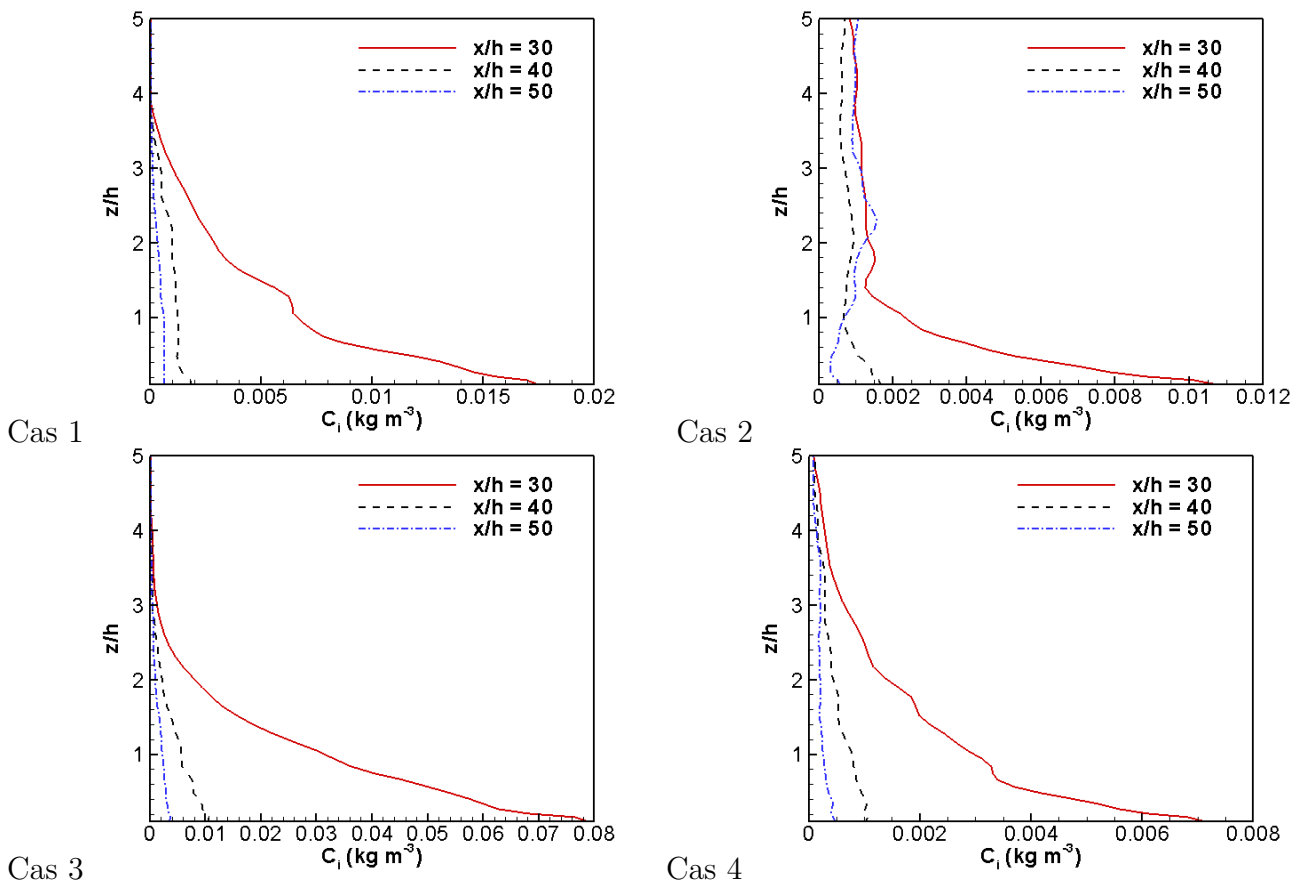 5
4
3
2
1
z/h
x/h = 30
x/h = 40
x/h = 50
0 0.005 0.01 0.015 0.02
C_i (kg m^-3)
Cas 1
5
4
3
2
1
z/h
x/h = 30
x/h = 40
x/h = 50
0 0.002 0.004 0.006 0.008 0.01 0.012
C_i (kg m^-3)
Cas 2
5
4
3
2
1
z/h
x/h = 30
x/h = 40
x/h = 50
0 0.01 0.02 0.03 0.04 0.05 0.06 0.07 0.08
C_i (kg m^-3)
Cas 3
5
4
3
2
1
z/h
x/h = 30
x/h = 40
x/h = 50
0 0.002 0.004 0.006 0.008
C_i (kg m^-3)
Cas 4